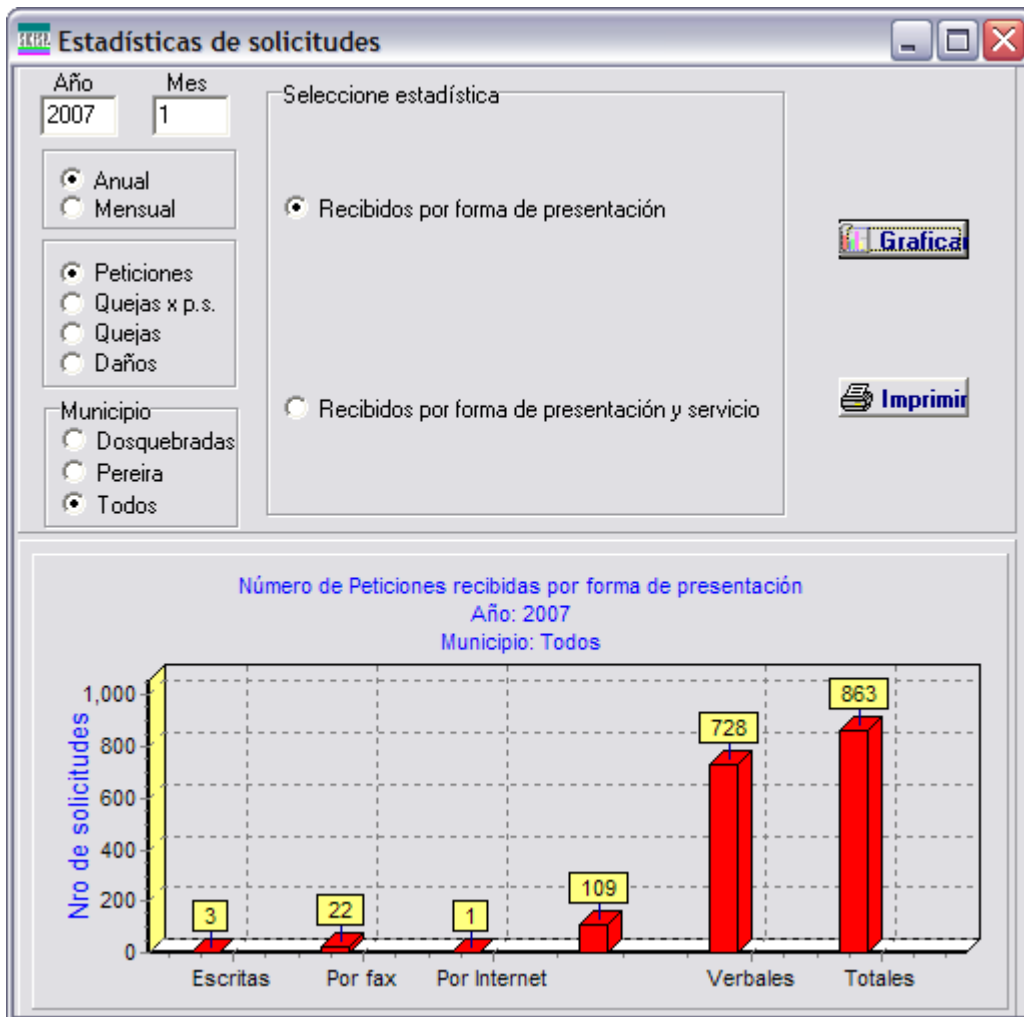 Estadísticas de solicitudes
Año Mes
2007 1
Anual
Mensual
Peticiones
Quejas x p.s.
Quejas
Daños
Municipio
Dosquebradas
Pereira
Todos
Seleccione estadística
Recibidos por forma de presentación
Recibidos por forma de presentación y servicio
Graficar
Imprimir
Número de Peticiones recibidas por forma de presentación
Año: 2007
Municipio: Todos
Nro de solicitudes
1,000
800
600
400
200
0
3
22
1
109
728
863
Escritas Por fax Por Internet Verbales Totales